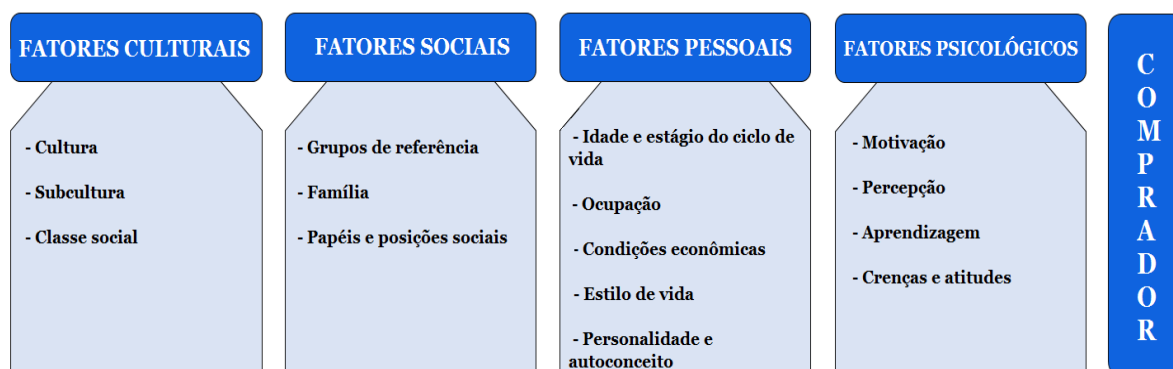 FATORES CULTURAIS
- Cultura
- Subcultura
- Classe social
FATORES SOCIAIS
- Grupos de referência
- Família
- Papéis e posições sociais
FATORES PESSOAIS
- Idade e estágio do ciclo de
vida
- Ocupação
- Condições econômicas
- Estilo de vida
- Personalidade e
autoconceito
FATORES PSICOLÓGICOS
- Motivação
- Percepção
- Aprendizagem
- Crenças e atitudes
COMPRADOR